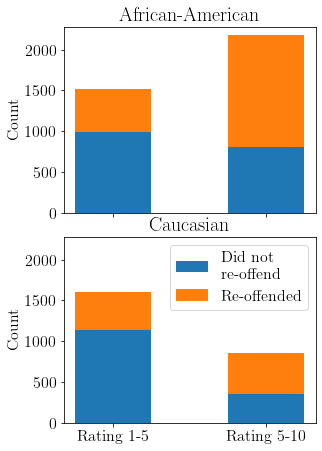 African-American
2000
1500
1000
500
0
Count
Caucasian
Did not
re-offend
Re-offended
2000
1500
1000
500
0
Count
Rating 1-5 Rating 5-10